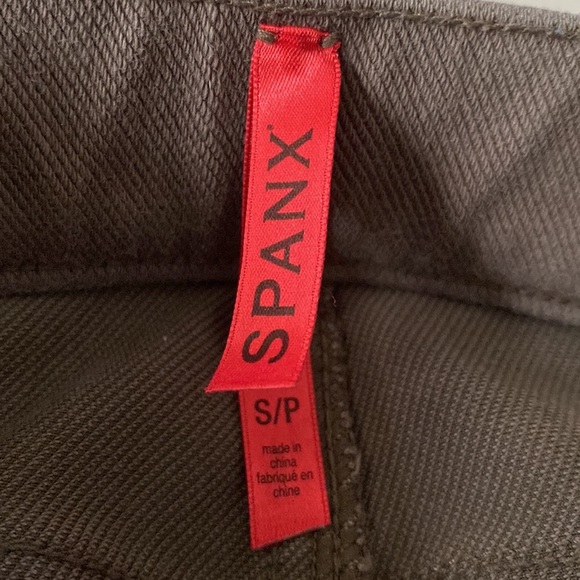 SPANX
S/P
made in
china
fabriqué en
chine